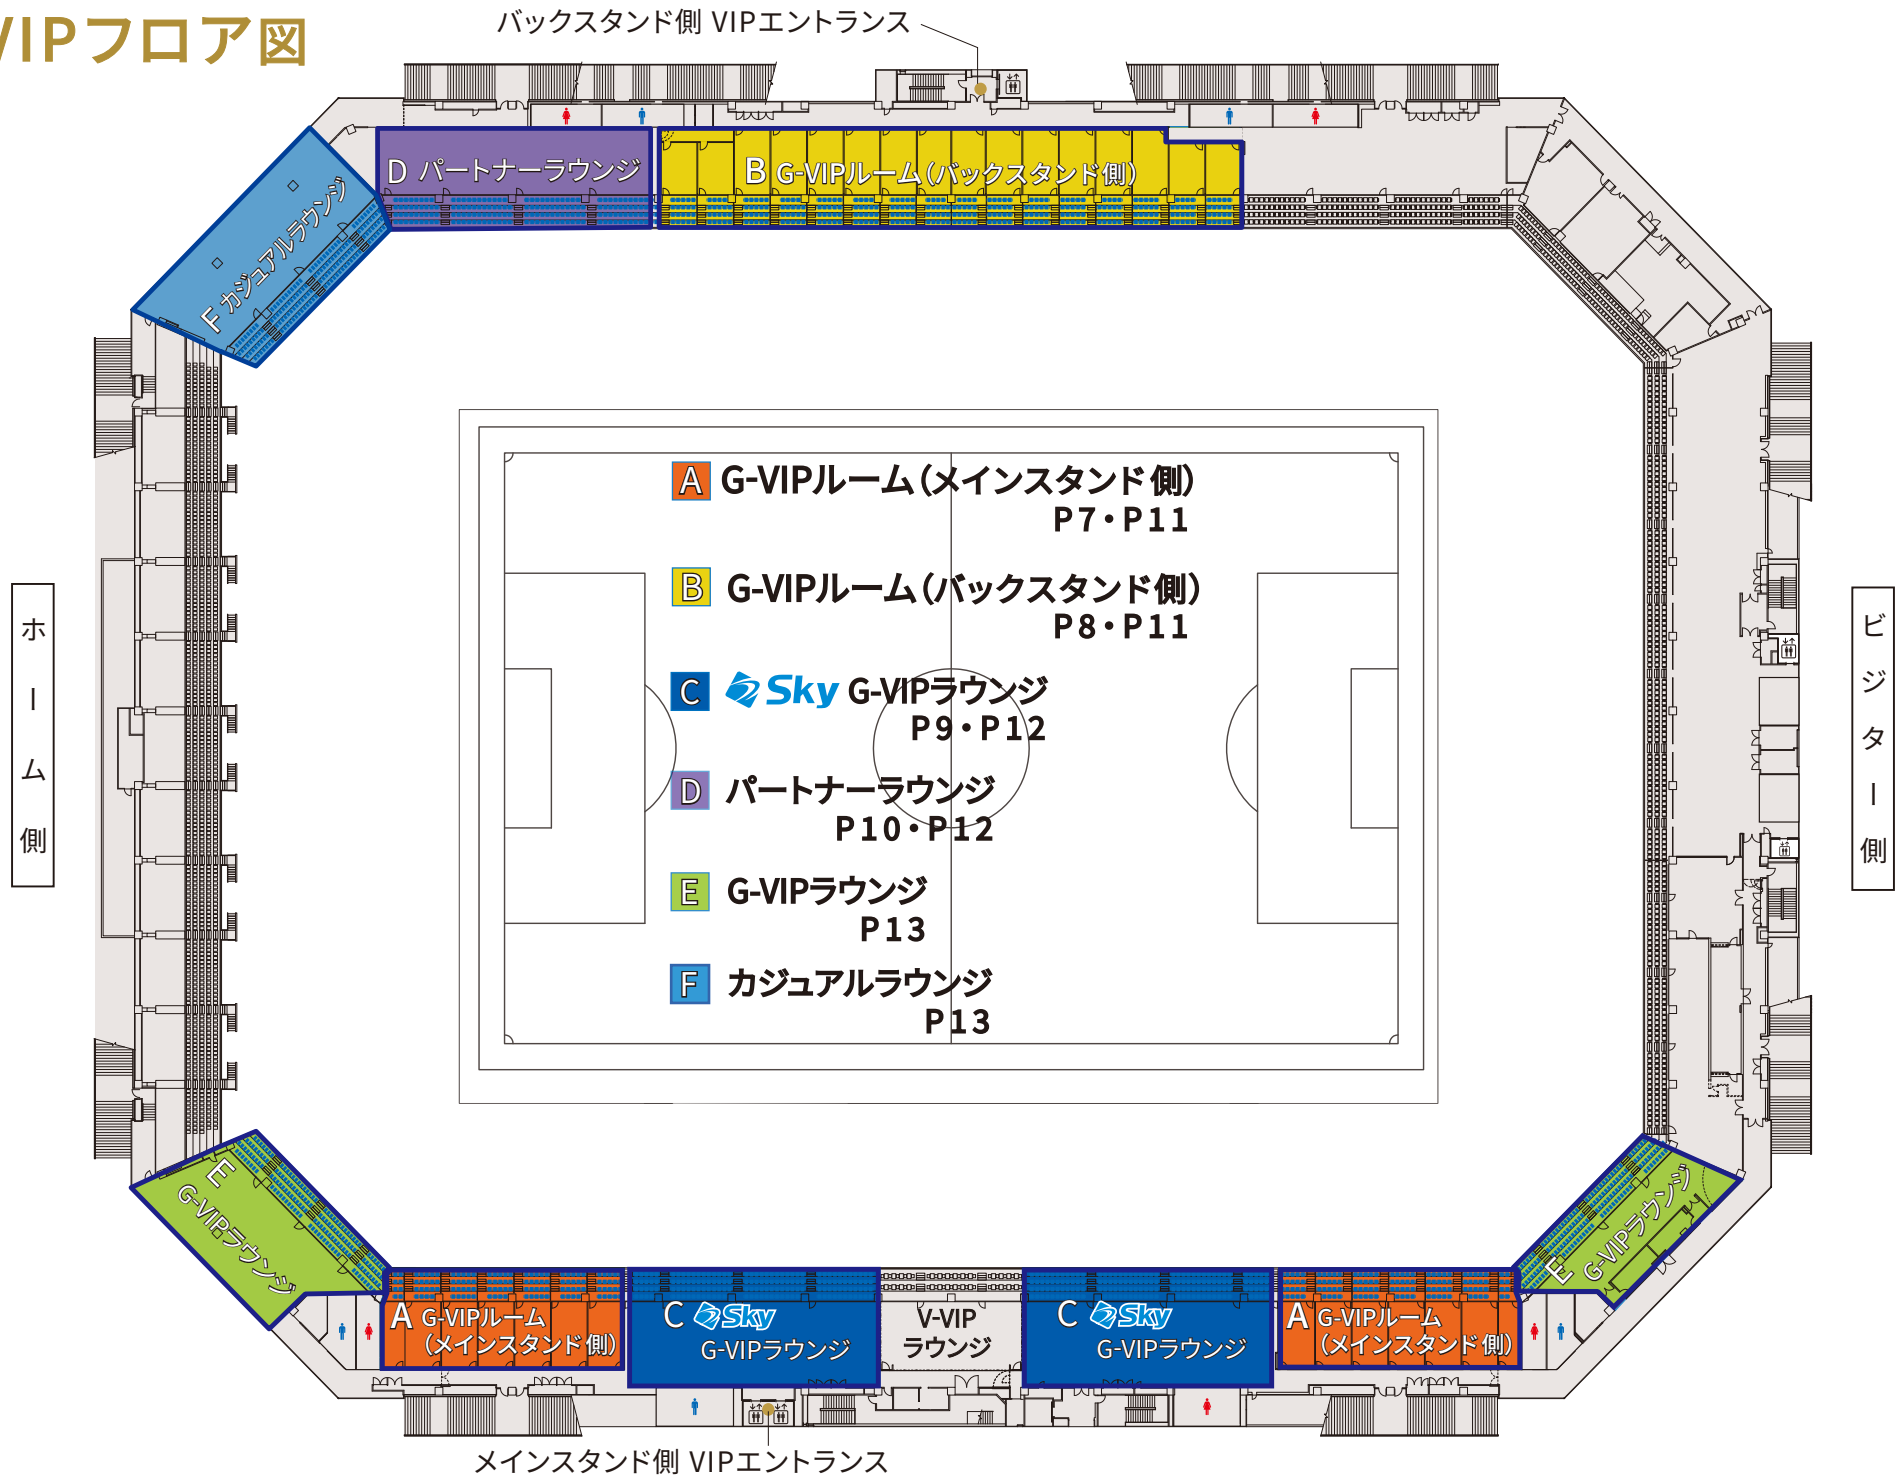 VIPフロア図
バックスタンド側 VIPエントランス
D パートナーラウンジ
B G-VIPルーム(バックスタンド側)
F カジュアルラウンジ
A G-VIPルーム(メインスタンド側)
P7・P11
B G-VIPルーム(バックスタンド側)
P8・P11
C Sky G-VIPラウンジ
P9・P12
D パートナーラウンジ
P10・P12
E G-VIPラウンジ
P13
F カジュアルラウンジ
P13
ホーム側
ビジター側
E
G-VIPラウンジ
E
G-VIPラウンジ
A G-VIPルーム
(メインスタンド側)
C Sky
G-VIPラウンジ
V-VIP
ラウンジ
C Sky
G-VIPラウンジ
A G-VIPルーム
(メインスタンド側)
メインスタンド側 VIPエントランス